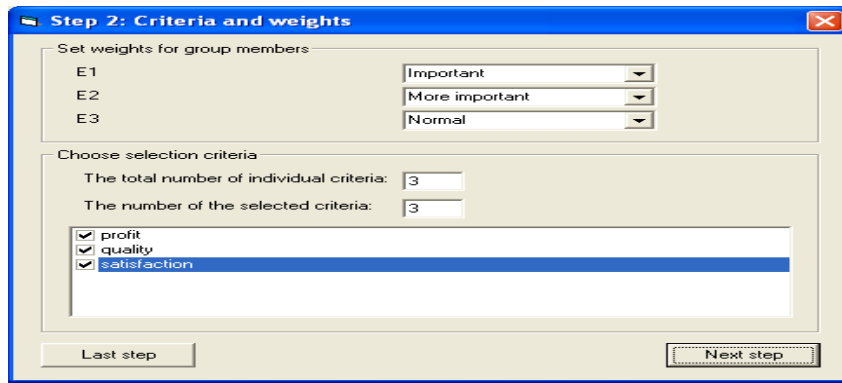 Step 2: Criteria and weights
Set weights for group members
E1 Important
E2 More important
E3 Normal
Choose selection criteria
The total number of individual criteria: 3
The number of the selected criteria: 3
profit
quality
satisfaction
Last step Next step